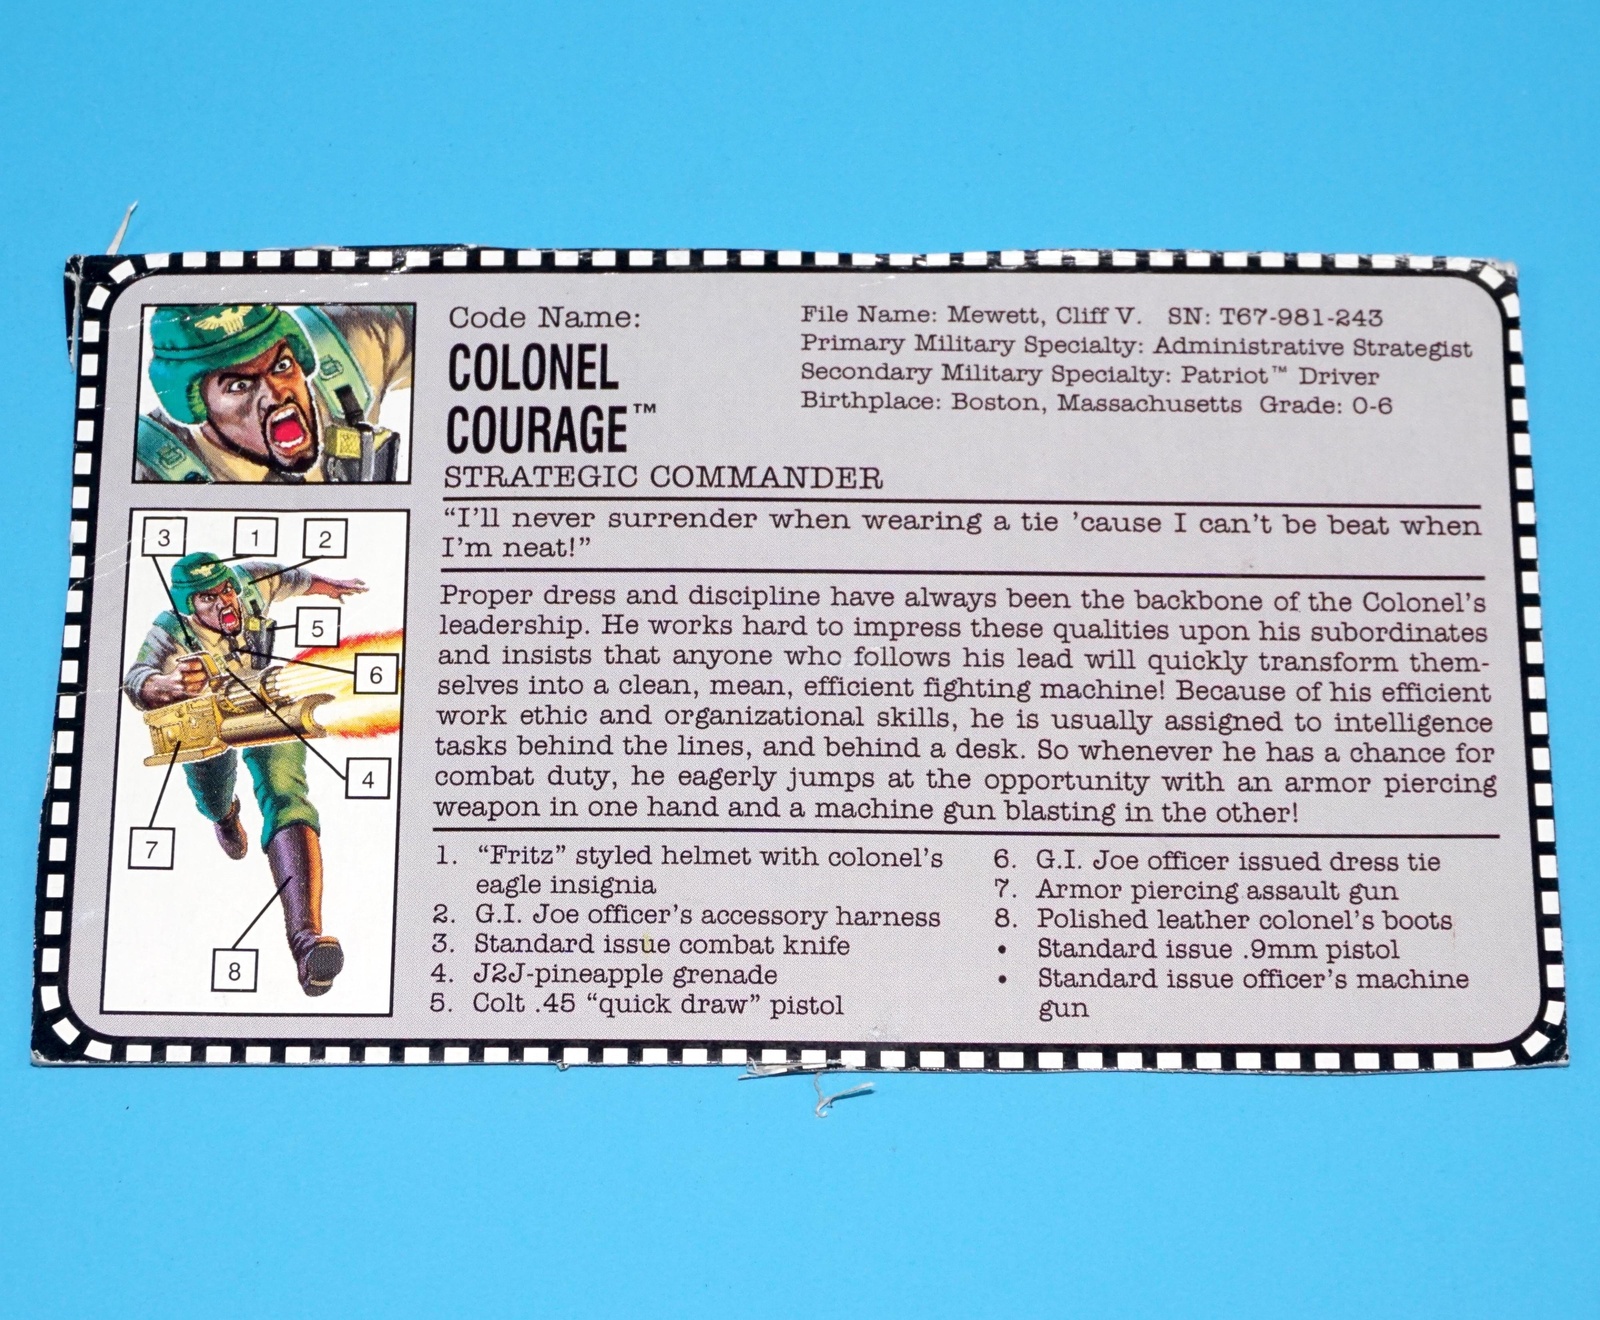 Code Name:
COLONEL
COURAGE™
STRATEGIC COMMANDER
File Name: Mewett, Cliff V. SN: T67-981-243
Primary Military Specialty: Administrative Strategist
Secondary Military Specialty: Patriot™ Driver
Birthplace: Boston, Massachusetts Grade: 0-6
"I'll never surrender when wearing a tie 'cause I can't be beat when
I'm neat!"
Proper dress and discipline have always been the backbone of the Colonel's
leadership. He works hard to impress these qualities upon his subordinates
and insists that anyone who follows his lead will quickly transform them-
selves into a clean, mean, efficient fighting machine! Because of his efficient
work ethic and organizational skills, he is usually assigned to intelligence
tasks behind the lines, and behind a desk. So whenever he has a chance for
combat duty, he eagerly jumps at the opportunity with an armor piercing
weapon in one hand and a machine gun blasting in the other!
3 1 2
5
6
4
7
8
1. "Fritz" styled helmet with colonel's
eagle insignia
2. G.I. Joe officer's accessory harness
3. Standard issue combat knife
4. J2J-pineapple grenade
5. Colt .45 "quick draw" pistol
6. G.I. Joe officer issued dress tie
7. Armor piercing assault gun
8. Polished leather colonel's boots
• Standard issue .9mm pistol
• Standard issue officer's machine
gun